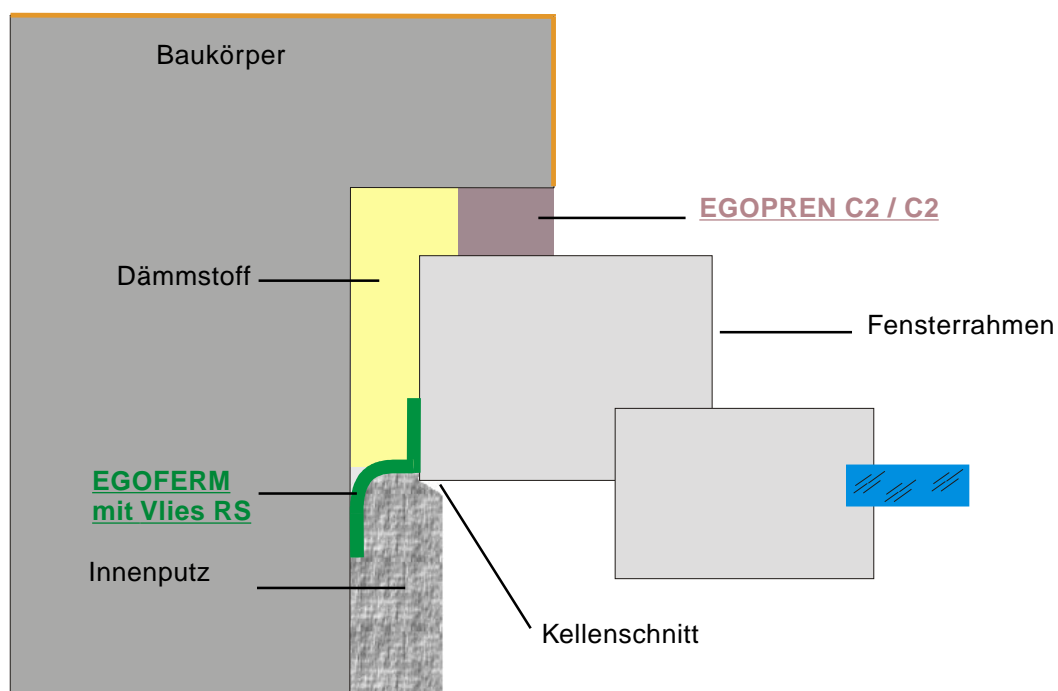 Baukörper
EGOPREN C2 / C2
Dämmstoff
Fensterrahmen
EGOFERM
mit Vlies RS
Innenputz
Kellenschnitt